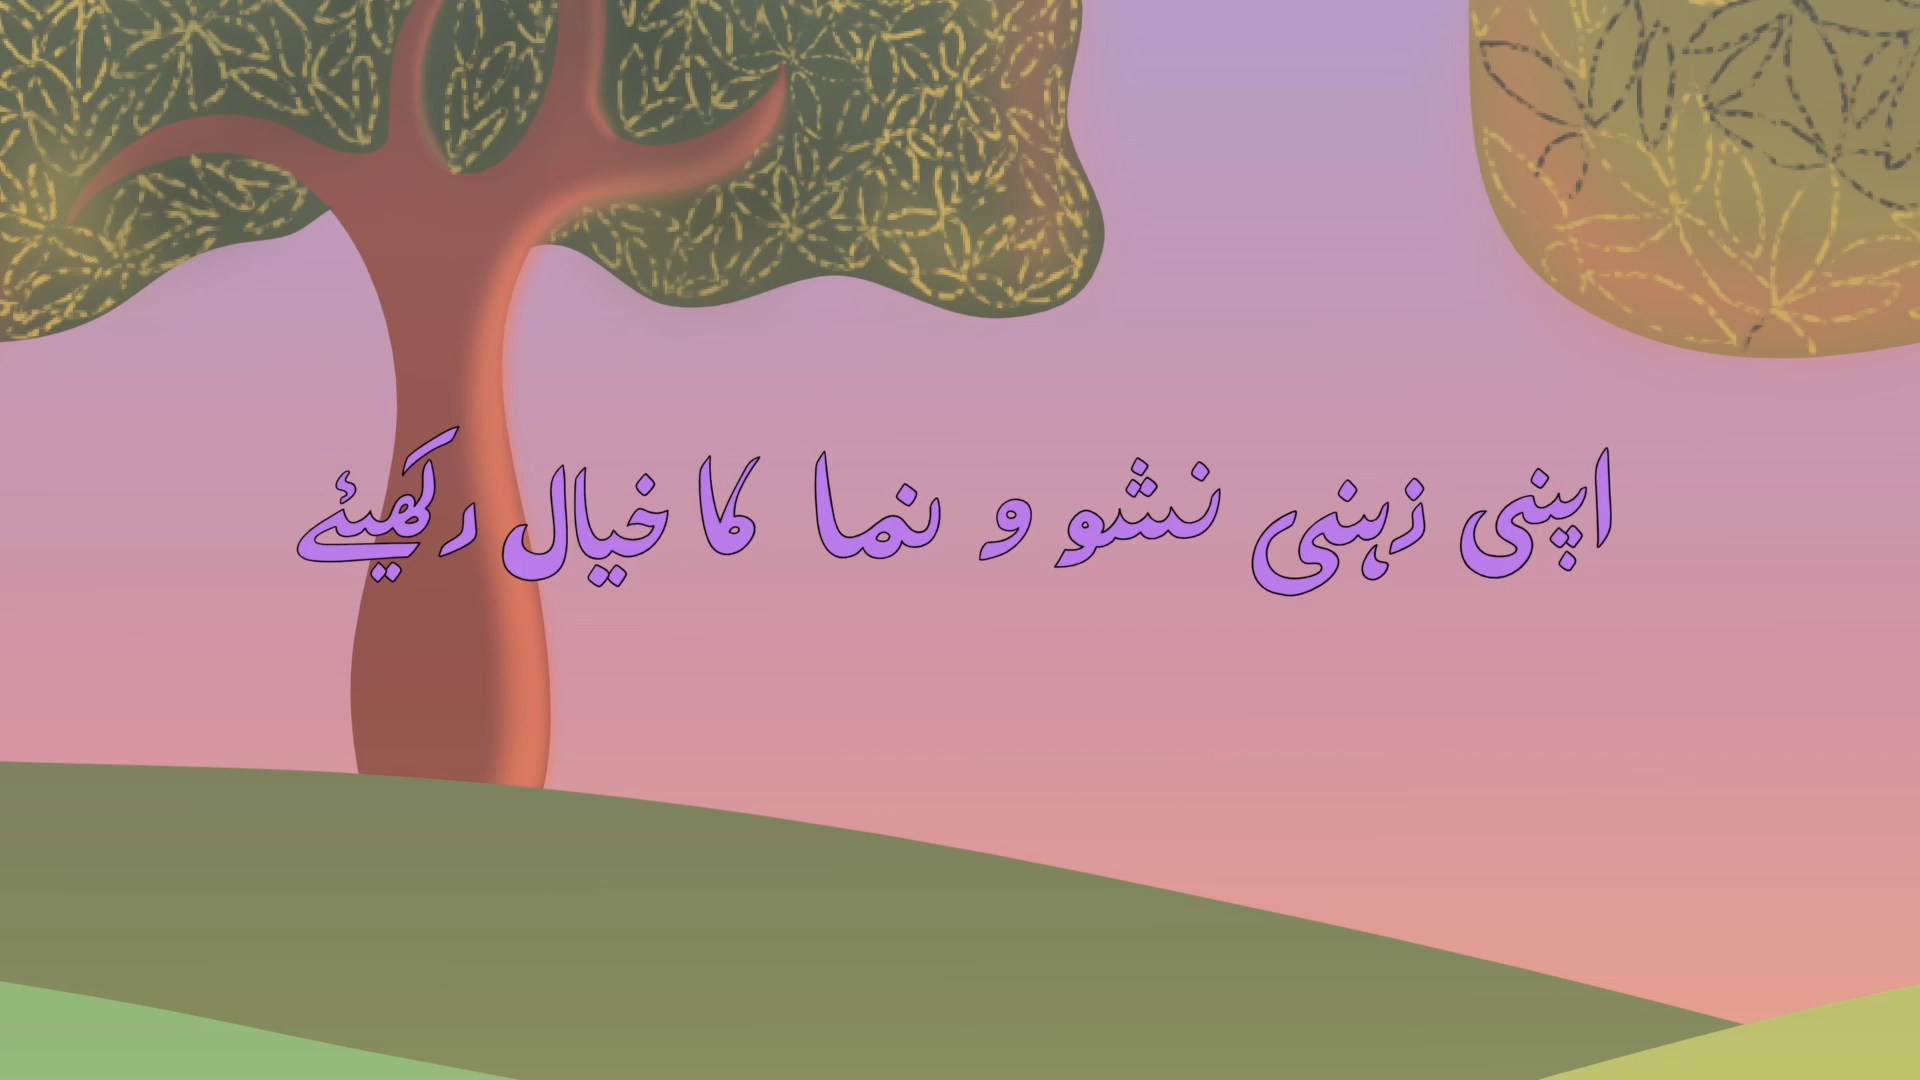 اپنی ذہنی نشو و نما کا خیال رکھیئے